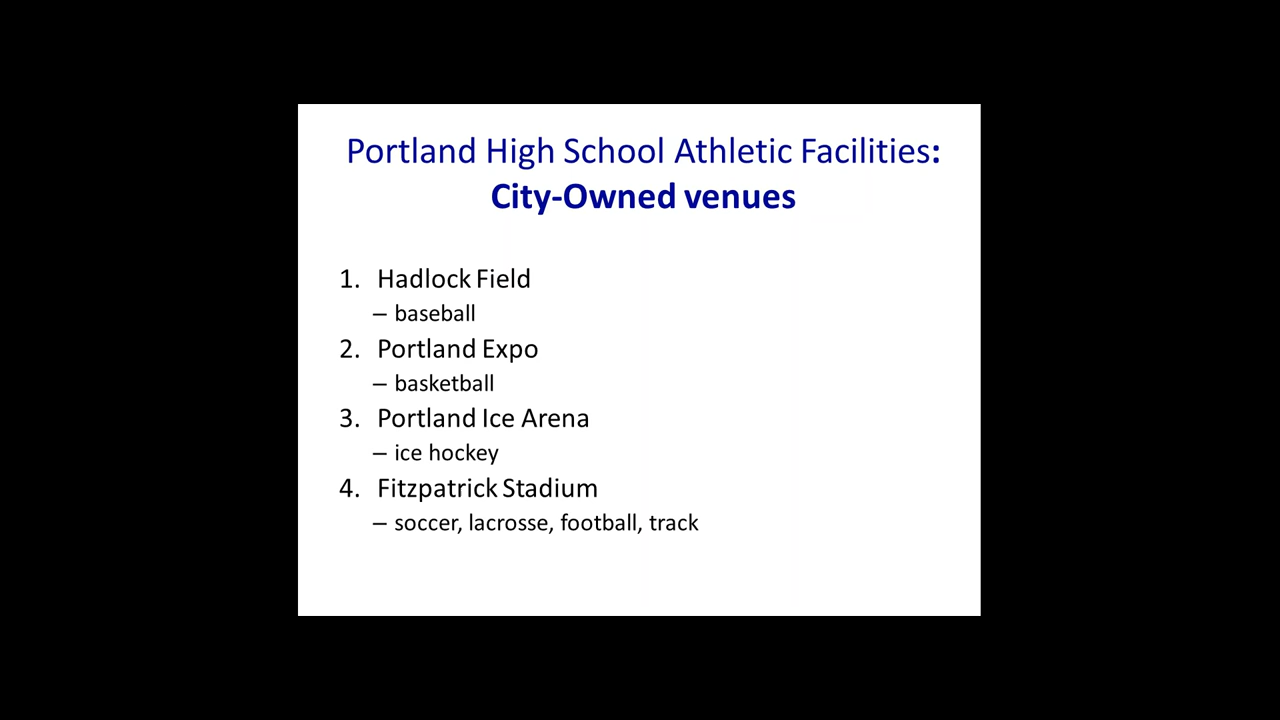 Portland High School Athletic Facilities:
City-Owned venues
1. Hadlock Field
– baseball
2. Portland Expo
– basketball
3. Portland Ice Arena
– ice hockey
4. Fitzpatrick Stadium
– soccer, lacrosse, football, track